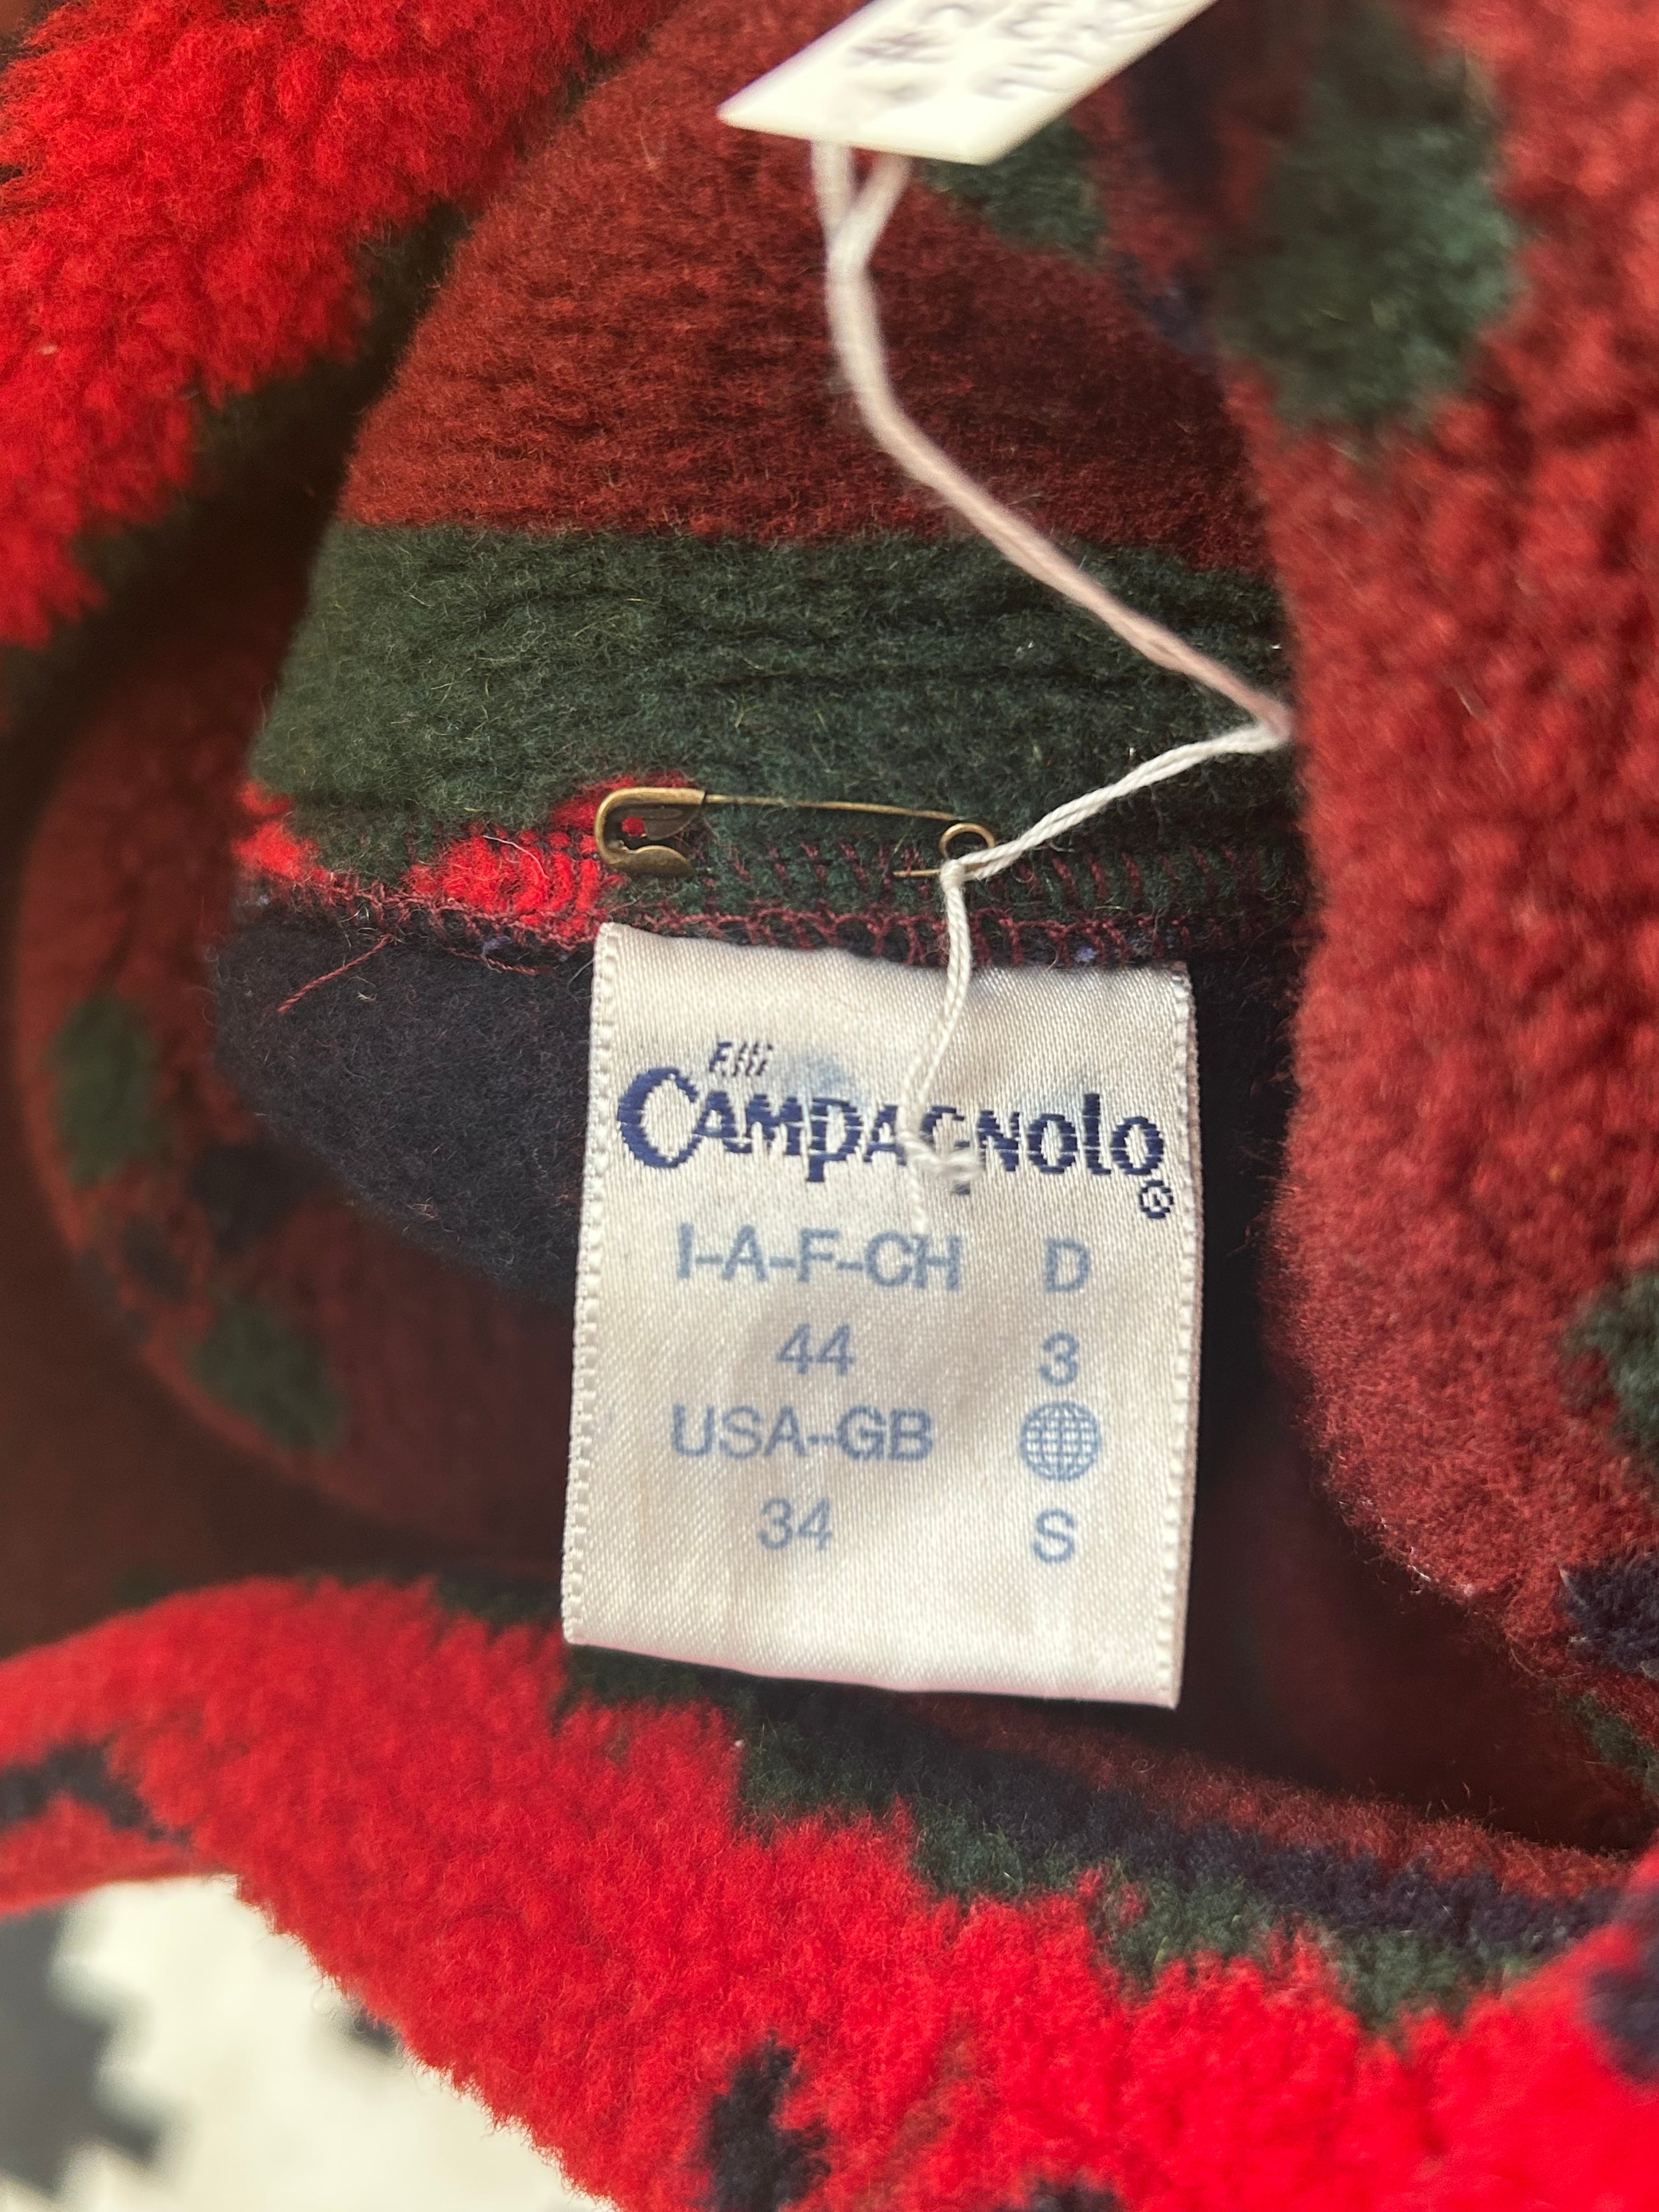 F.lli
CAMPAGNOLO
I-A-F-CH D
44 3
USA-GB
34 S